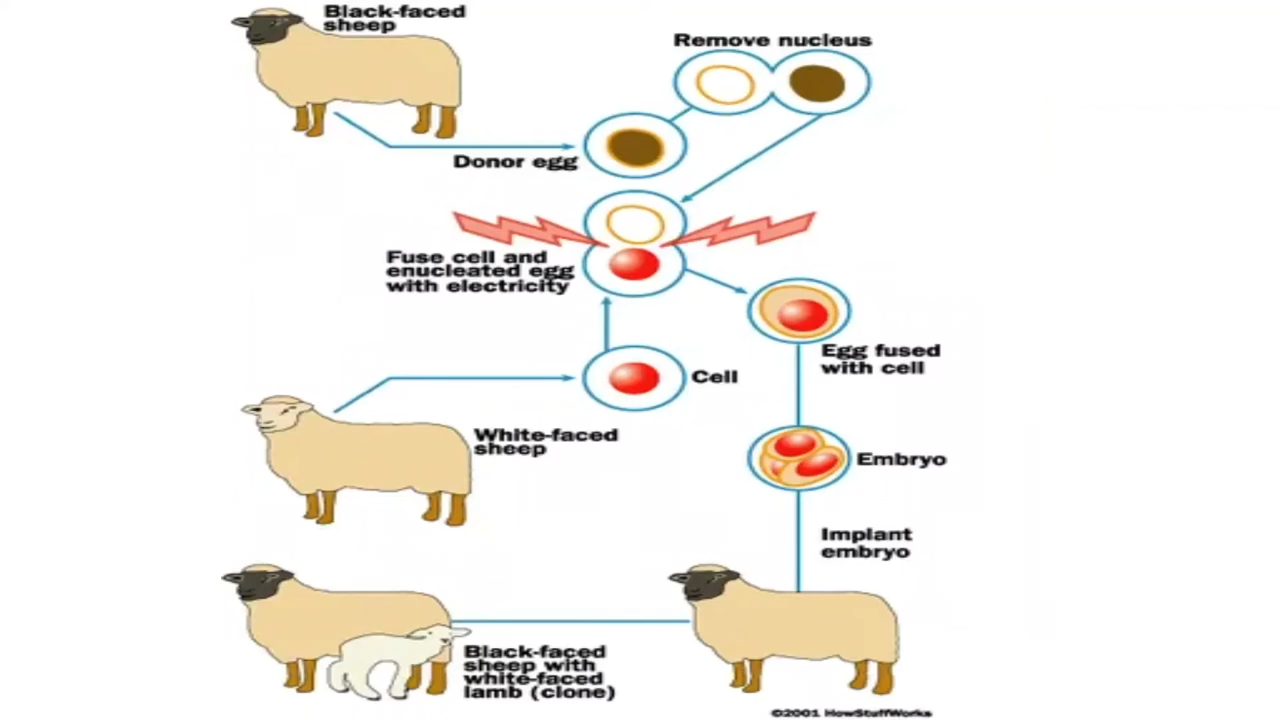 Black-faced
sheep
Remove nucleus
Donor egg
Fuse cell and
enucleated egg
with electricity
Egg fused
with cell
Cell
White-faced
sheep
Embryo
Implant
embryo
Black-faced
sheep with
white-faced
lamb (clone)
©2001 HowStuffWorks